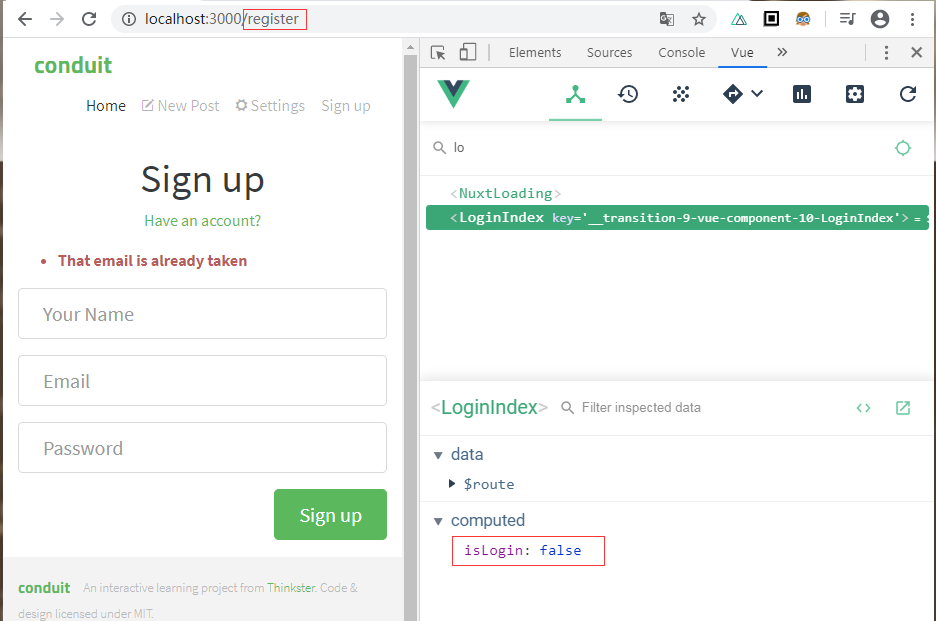 localhost:3000/register
conduit
Home New Post Settings Sign up
Sign up
Have an account?
That email is already taken
Your Name
Email
Password
Sign up
conduit An interactive learning project from Thinkster. Code &
design licensed under MIT.
Elements Sources Console Vue »
lo
<NuxtLoading>
<LoginIndex key='__transition-9-vue-component-10-LoginIndex'> =
<LoginIndex> Filter inspected data
data
$route
computed
isLogin: false